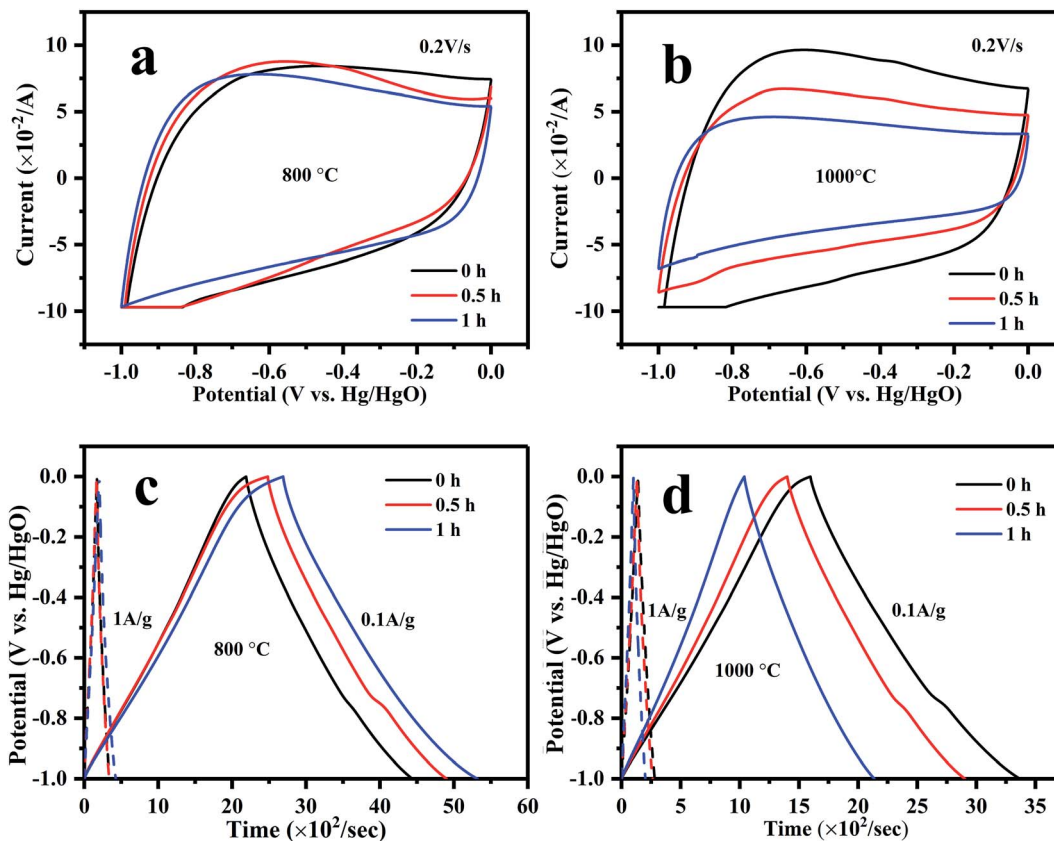 a
0.2V/s
800 °C
0 h
0.5 h
1 h
10
5
0
-5
-10
-1.0 -0.8 -0.6 -0.4 -0.2 0.0
Current (×10⁻²/A)
Potential (V vs. Hg/HgO)
b
0.2V/s
1000°C
0 h
0.5 h
1 h
10
5
0
-5
-10
-1.0 -0.8 -0.6 -0.4 -0.2 0.0
Current (×10⁻²/A)
Potential (V vs. Hg/HgO)
c
0 h
0.5 h
1 h
1A/g
0.1A/g
800 °C
0.0
-0.2
-0.4
-0.6
-0.8
-1.0
0 10 20 30 40 50 60
Potential (V vs. Hg/HgO)
Time (×10²/sec)
d
0 h
0.5 h
1 h
1A/g
0.1A/g
1000 °C
0.0
-0.2
-0.4
-0.6
-0.8
-1.0
0 5 10 15 20 25 30 35
Potential (V vs. Hg/HgO)
Time (×10²/sec)